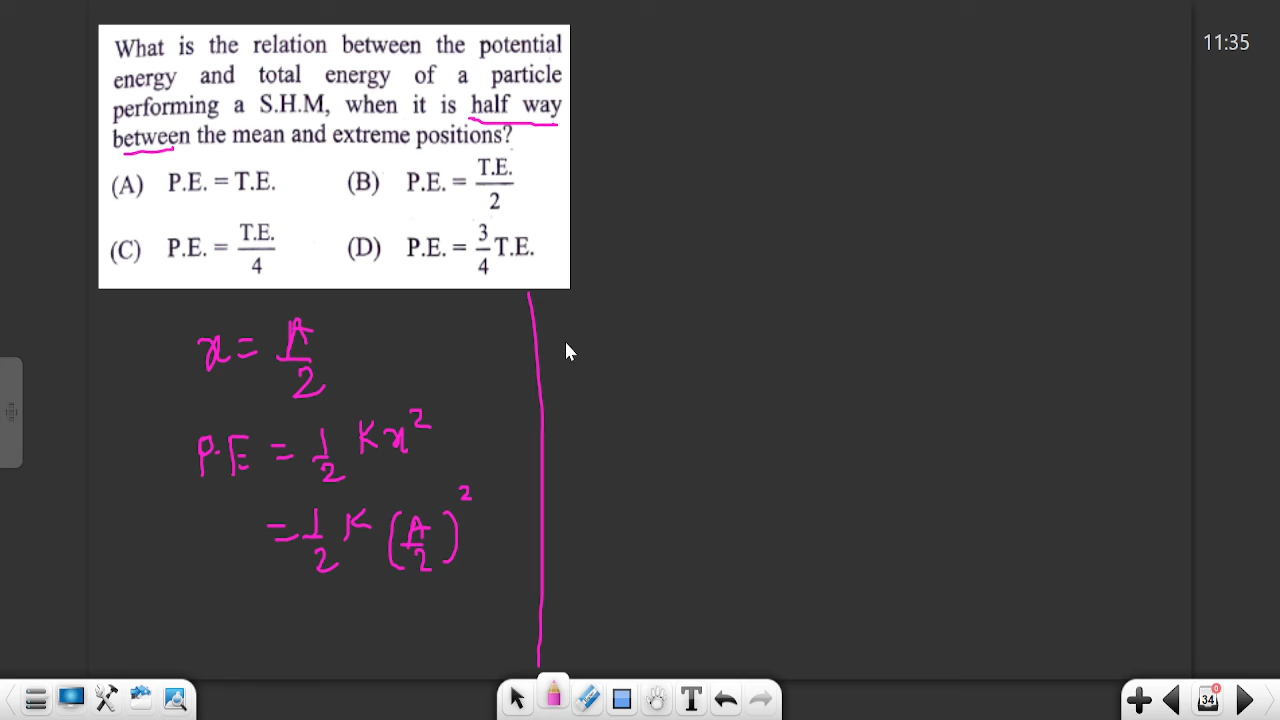 What is the relation between the potential
energy and total energy of a particle
performing a S.H.M, when it is half way
between the mean and extreme positions?
(A) P.E. = T.E. (B) P.E. = T.E./2
(C) P.E. = T.E./4 (D) P.E. = 3/4 T.E.
x = A/2
P.E = 1/2 Kx²
= 1/2 K (A/2)²
11:35
T
34
0